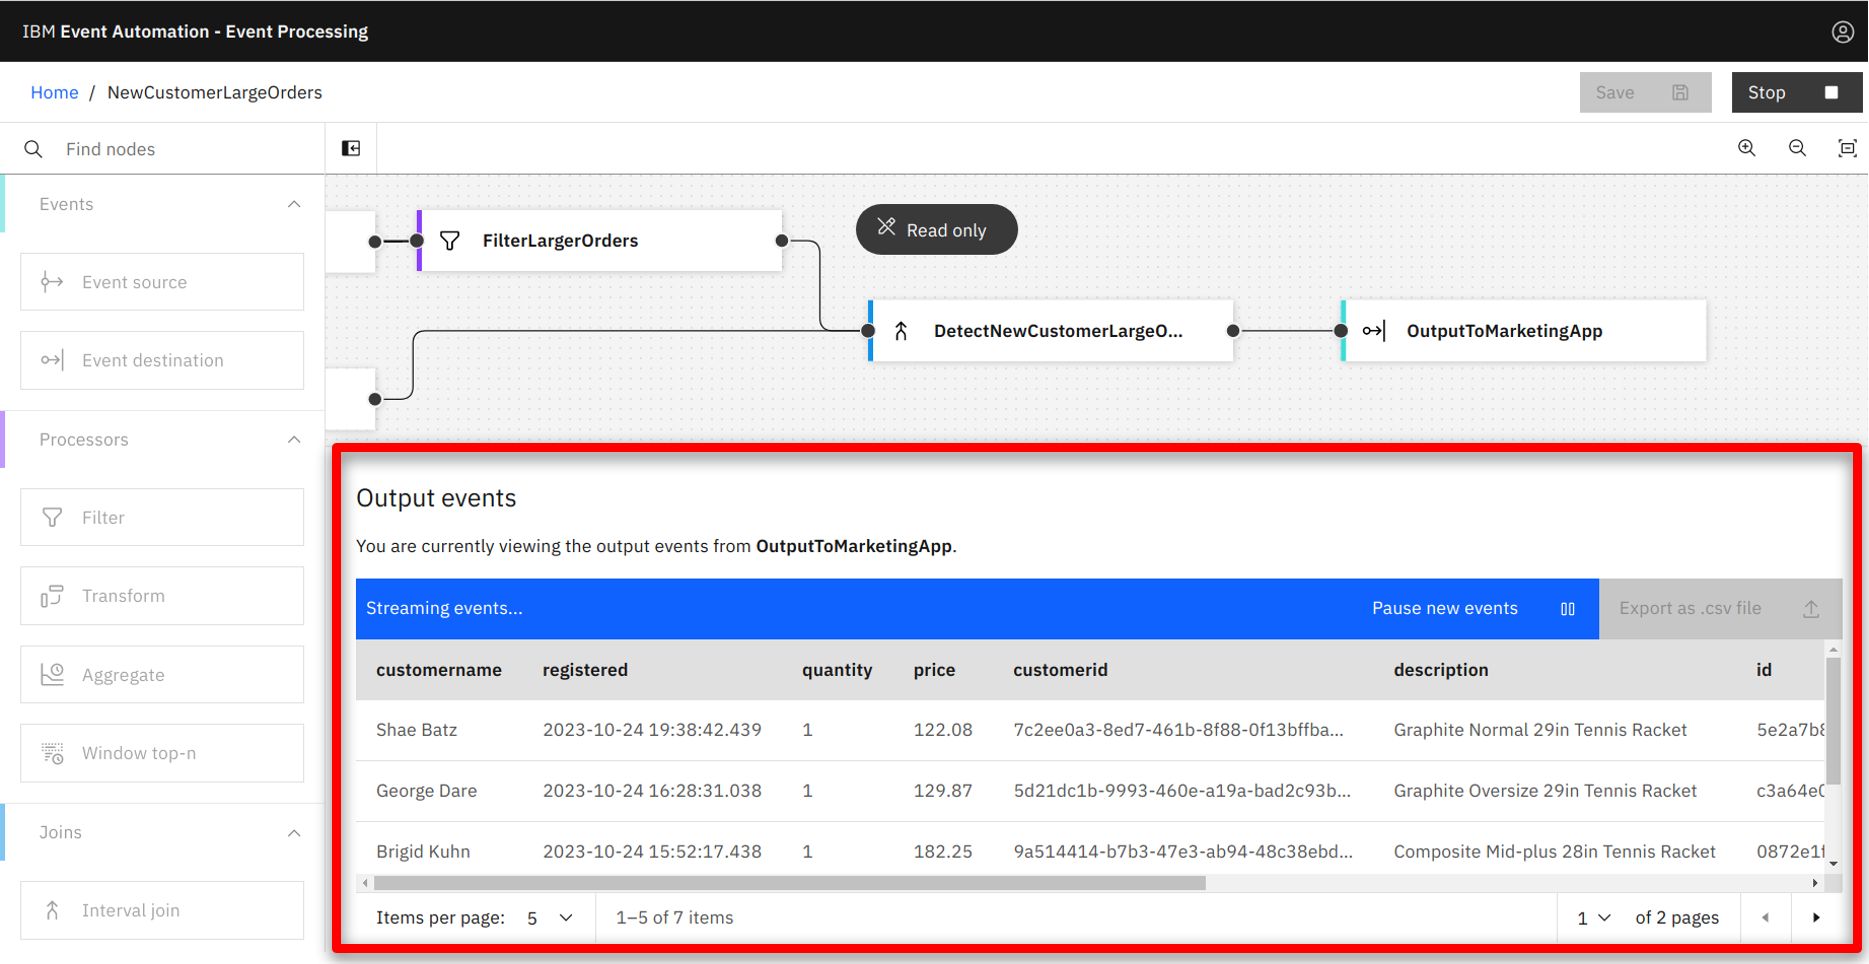 IBM Event Automation - Event Processing
Home / NewCustomerLargeOrders
Save
Stop
Find nodes
Events
Event source
Event destination
Processors
Filter
Transform
Aggregate
Window top-n
Joins
Interval join
FilterLargerOrders
Read only
DetectNewCustomerLargeO...
OutputToMarketingApp
Output events
You are currently viewing the output events from OutputToMarketingApp.
Streaming events... Pause new events Export as .csv file
customername registered quantity price customerid description id
Shae Batz 2023-10-24 19:38:42.439 1 122.08 7c2ee0a3-8ed7-461b-8f88-0f13bffba... Graphite Normal 29in Tennis Racket 5e2a7b8
George Dare 2023-10-24 16:28:31.038 1 129.87 5d21dc1b-9993-460e-a19a-bad2c93b... Graphite Oversize 29in Tennis Racket c3a64e0
Brigid Kuhn 2023-10-24 15:52:17.438 1 182.25 9a514414-b7b3-47e3-ab94-48c38ebd... Composite Mid-plus 28in Tennis Racket 0872e1f
Items per page: 5 1–5 of 7 items 1 of 2 pages